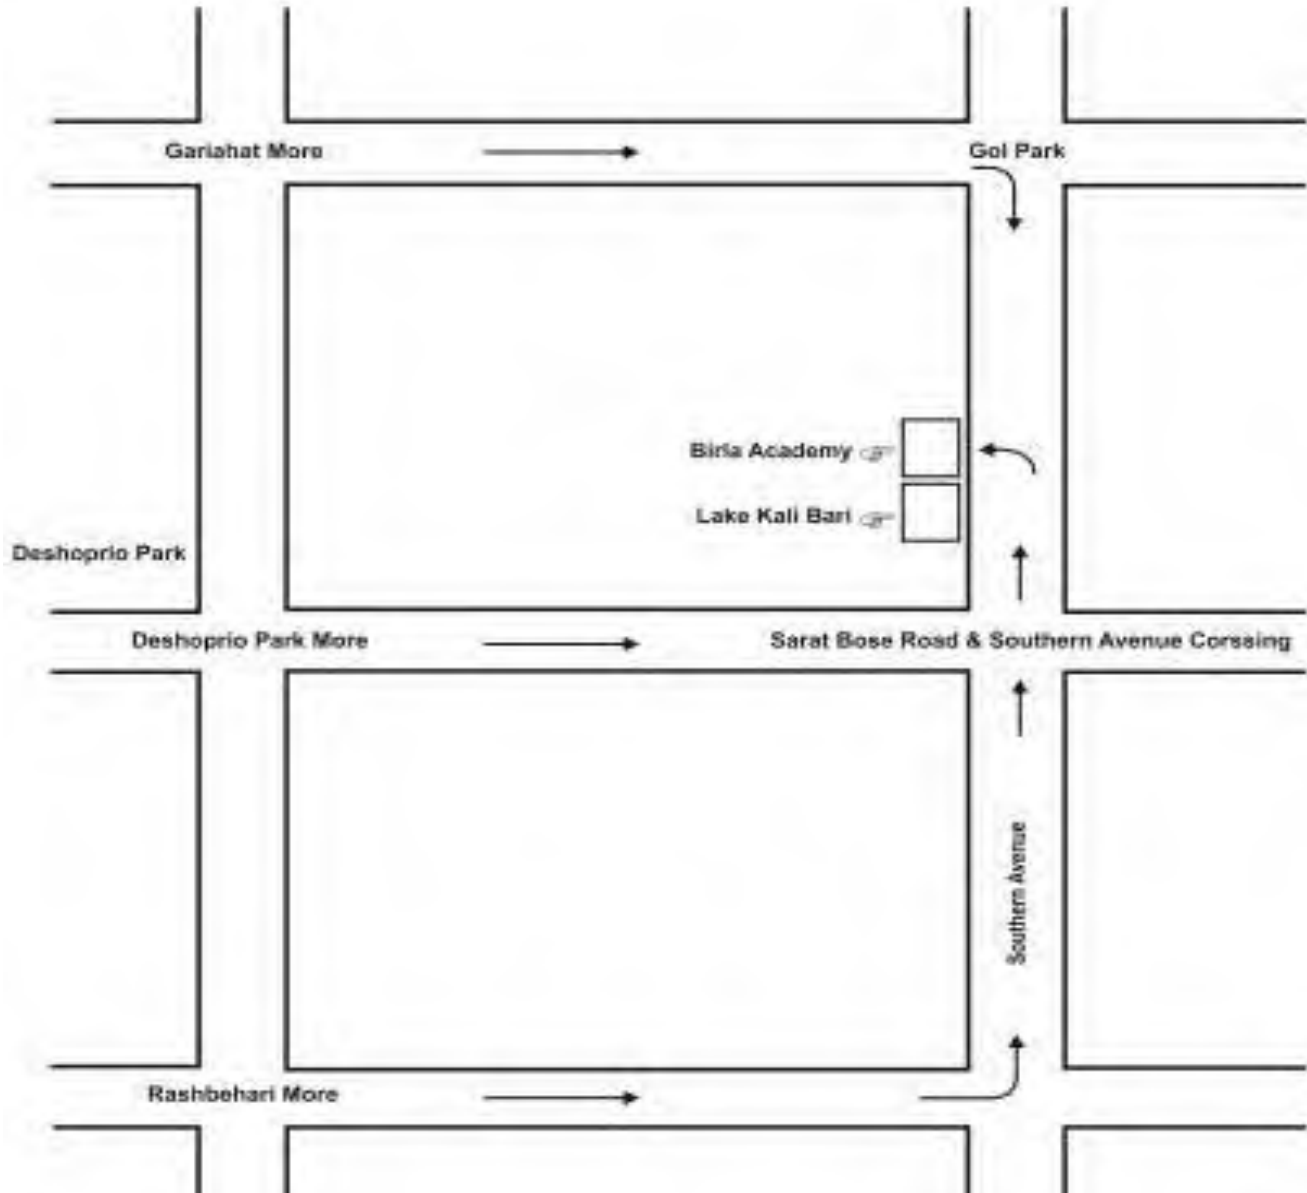 Gariahat More
Gol Park
Birla Academy
Lake Kali Bari
Deshoprio Park
Deshoprio Park More
Sarat Bose Road & Southern Avenue Corssing
Southern Avenue
Rashbehari More